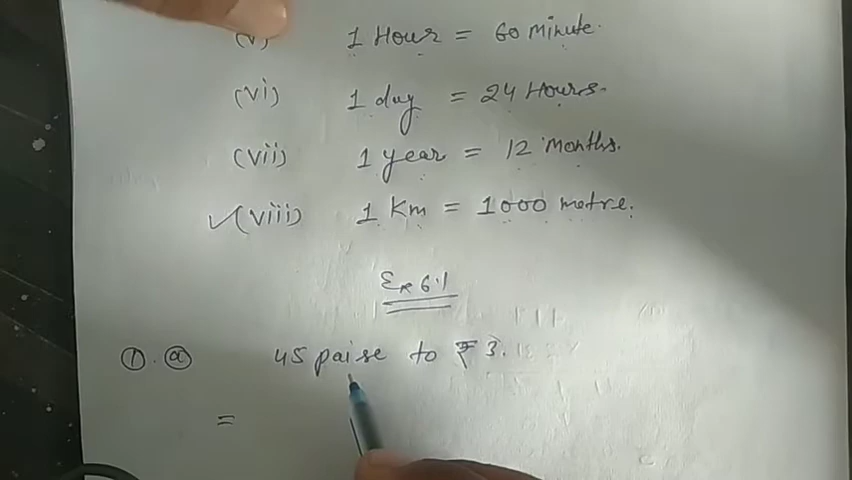 (v) 1 Hour = 60 Minute.
(vi) 1 day = 24 Hours.
(vii) 1 year = 12 Months.
✓(viii) 1 Km = 1000 metre.
Ex 6.1
① . ⓐ 45 paise to ₹ 3.
=